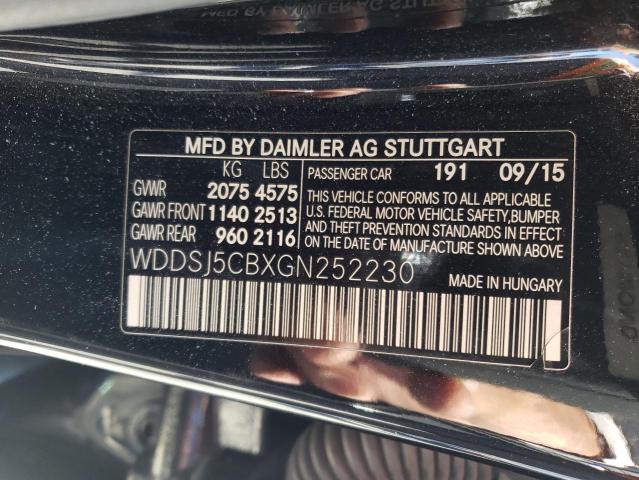 MFD BY DAIMLER AG STUTTGART
KG LBS
GVWR 2075 4575
GAWR FRONT 1140 2513
GAWR REAR 960 2116
PASSENGER CAR 191 09/15
THIS VEHICLE CONFORMS TO ALL APPLICABLE
U.S. FEDERAL MOTOR VEHICLE SAFETY,BUMPER
AND THEFT PREVENTION STANDARDS IN EFFECT
ON THE DATE OF MANUFACTURE SHOWN ABOVE
WDDSJ5CBXGN252230
MADE IN HUNGARY